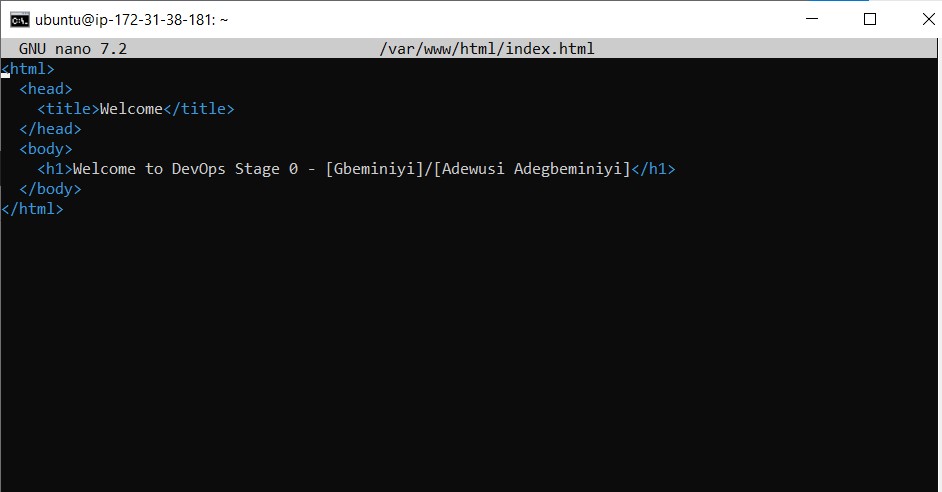 ubuntu@ip-172-31-38-181: ~
GNU nano 7.2 /var/www/html/index.html
<html>
<head>
<title>Welcome</title>
</head>
<body>
<h1>Welcome to DevOps Stage 0 - [Gbeminiyi]/[Adewusi Adegbeminiyi]</h1>
</body>
</html>